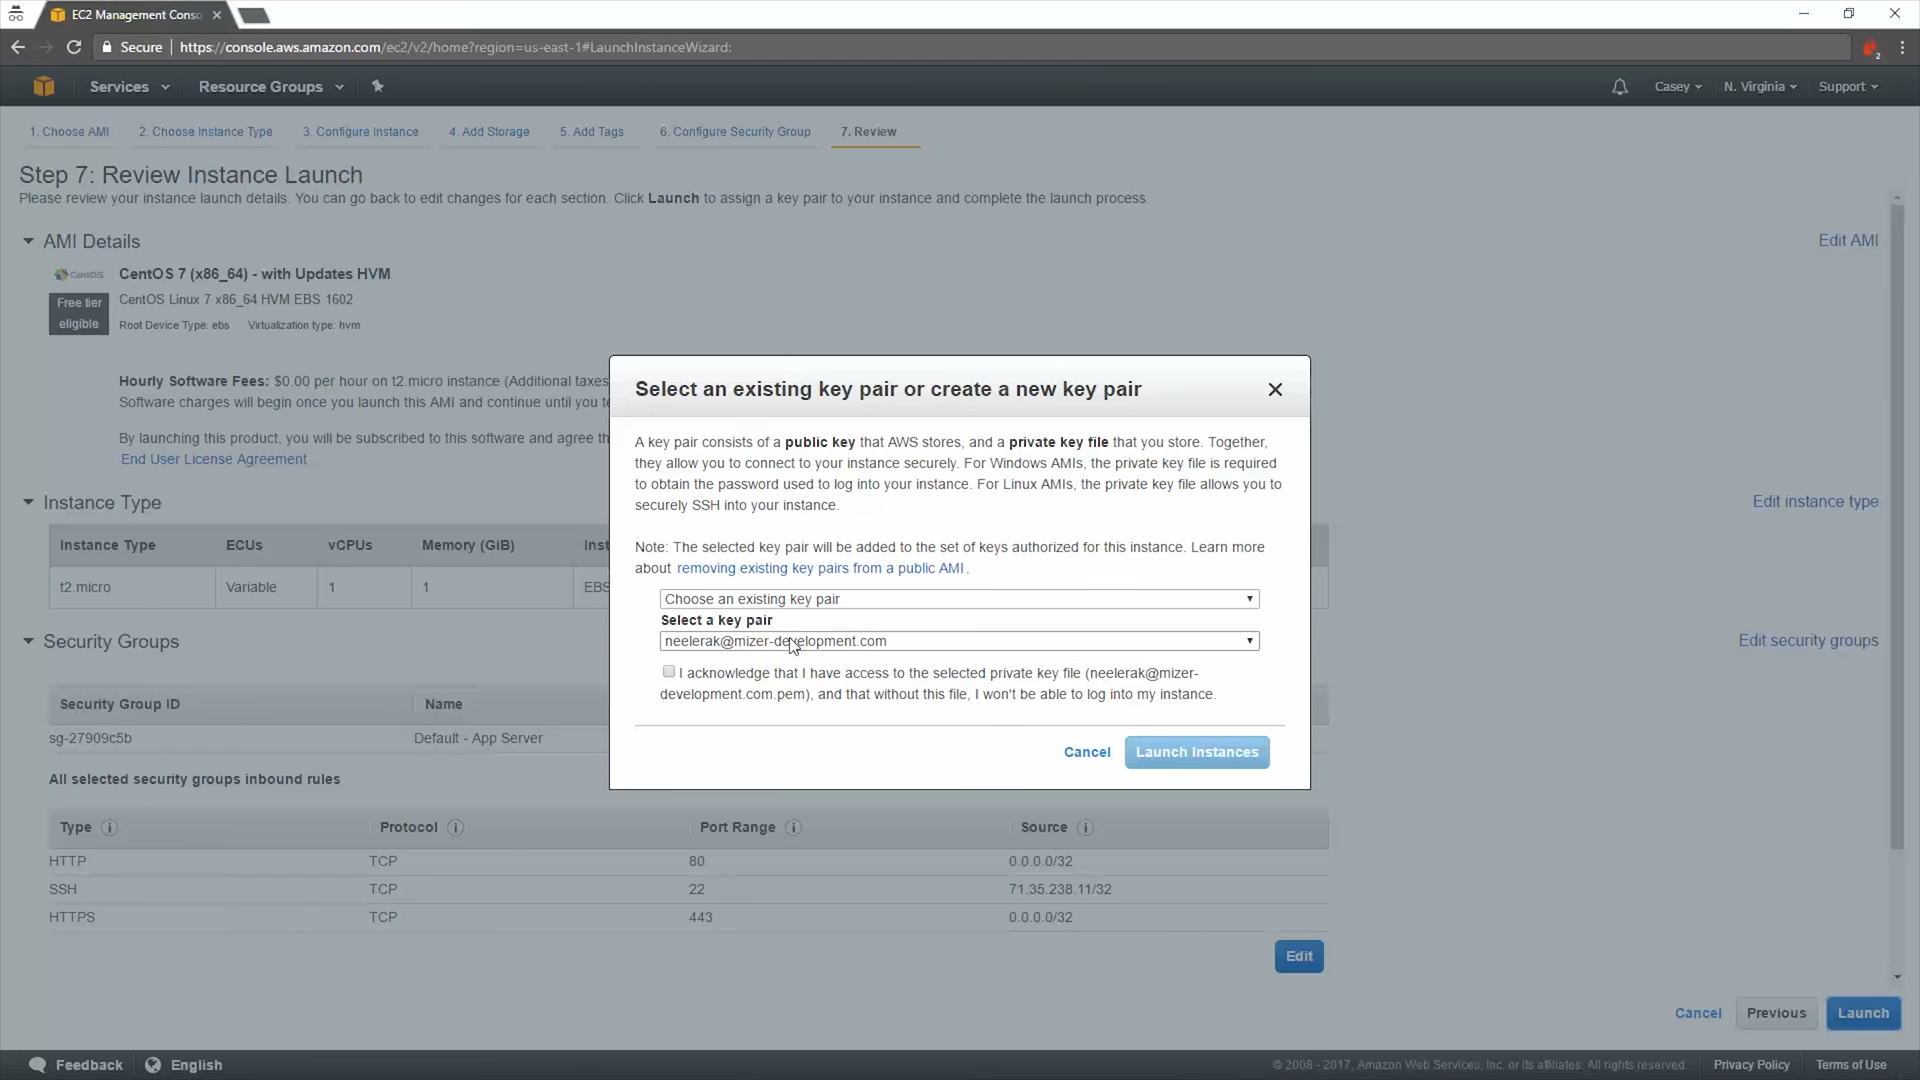 EC2 Management Conso
Secure https://console.aws.amazon.com/ec2/v2/home?region=us-east-1#LaunchInstanceWizard:
2
Services Resource Groups Casey N. Virginia Support
1. Choose AMI 2. Choose Instance Type 3. Configure Instance 4. Add Storage 5. Add Tags 6. Configure Security Group 7. Review
Step 7: Review Instance Launch
Please review your instance launch details. You can go back to edit changes for each section. Click Launch to assign a key pair to your instance and complete the launch process.
AMI Details Edit AMI
CentOS CentOS 7 (x86_64) - with Updates HVM
Free tier eligible
CentOS Linux 7 x86_64 HVM EBS 1602
Root Device Type: ebs Virtualization type: hvm
Hourly Software Fees: $0.00 per hour on t2.micro instance (Additional taxes
Software charges will begin once you launch this AMI and continue until you te
By launching this product, you will be subscribed to this software and agree th
End User License Agreement
Instance Type Edit instance type
Instance Type ECUs vCPUs Memory (GiB) Inst
t2.micro Variable 1 1 EBS
Security Groups Edit security groups
Security Group ID Name
sg-27909c5b Default - App Server
All selected security groups inbound rules
Type Protocol Port Range Source
HTTP TCP 80 0.0.0.0/32
SSH TCP 22 71.35.238.11/32
HTTPS TCP 443 0.0.0.0/32
Edit
Select an existing key pair or create a new key pair
A key pair consists of a public key that AWS stores, and a private key file that you store. Together,
they allow you to connect to your instance securely. For Windows AMIs, the private key file is required
to obtain the password used to log into your instance. For Linux AMIs, the private key file allows you to
securely SSH into your instance.
Note: The selected key pair will be added to the set of keys authorized for this instance. Learn more
about removing existing key pairs from a public AMI.
Choose an existing key pair
Select a key pair
neelerak@mizer-development.com
I acknowledge that I have access to the selected private key file (neelerak@mizer-
development.com.pem), and that without this file, I won't be able to log into my instance.
Cancel Launch Instances
Cancel Previous Launch
Feedback English © 2008 - 2017, Amazon Web Services, Inc. or its affiliates. All rights reserved. Privacy Policy Terms of Use